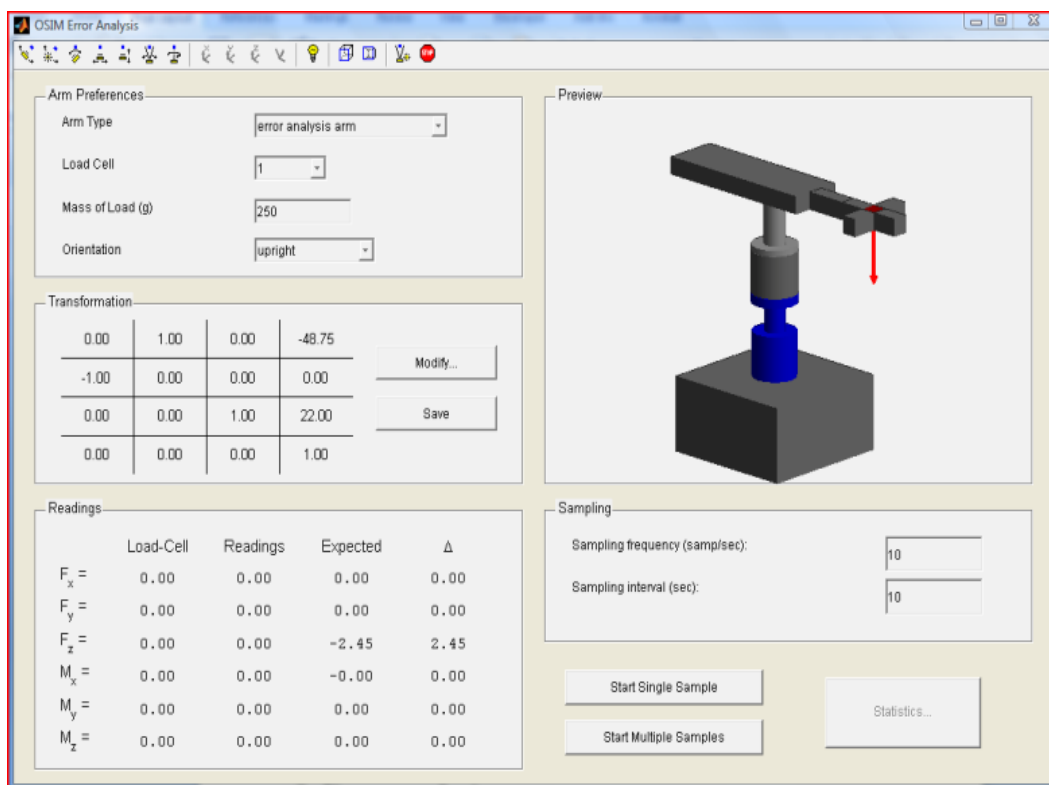 OSIM Error Analysis
Arm Preferences
Arm Type error analysis arm
Load Cell 1
Mass of Load (g) 250
Orientation upright
Preview
Transformation
0.00 1.00 0.00 -48.75
-1.00 0.00 0.00 0.00
0.00 0.00 1.00 22.00
0.00 0.00 0.00 1.00
Modify...
Save
Readings
Load-Cell Readings Expected Δ
Fx = 0.00 0.00 0.00 0.00
Fy = 0.00 0.00 0.00 0.00
Fz = 0.00 0.00 -2.45 2.45
Mx = 0.00 0.00 -0.00 0.00
My = 0.00 0.00 0.00 0.00
Mz = 0.00 0.00 0.00 0.00
Sampling
Sampling frequency (samp/sec): 10
Sampling interval (sec): 10
Start Single Sample
Start Multiple Samples
Statistics...